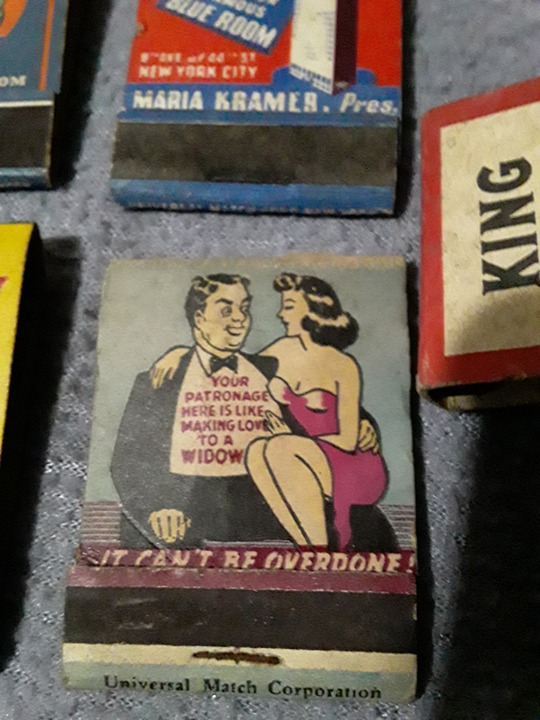 BLUE ROOM
NEW YORK CITY
MARIA KRAMER. Pres.
KING
YOUR
PATRONAGE
HERE IS LIKE
MAKING LOVE
TO A
WIDOW
IT CAN'T BE OVERDONE!
Universal Match Corporation